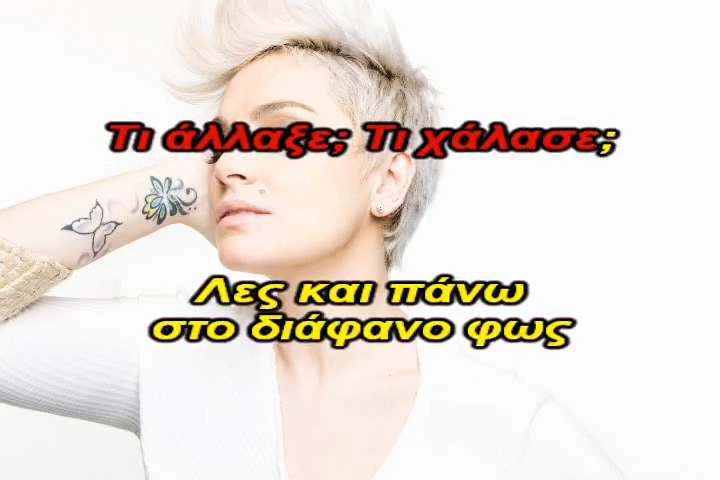 Τι άλλαξε; Τι χάλασε;
Λες και πάνω
στο διάφανο φως